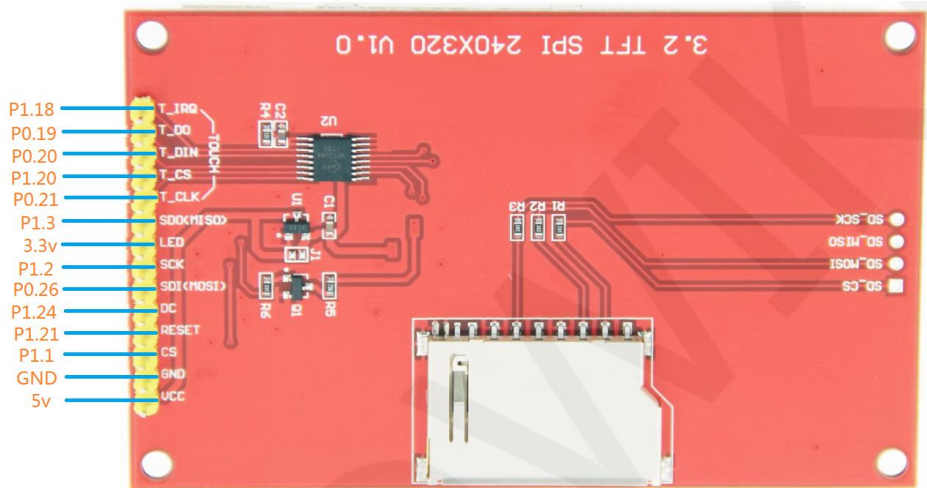 3.2 TFT SPI 240X320 V1.0
P1.18 T_IRQ
P0.19 T_DO
P0.20 T_DIN
P1.20 T_CS
P0.21 T_CLK
TOUCH
P1.3 SDO(MISO)
3.3v LED
P1.2 SCK
P0.26 SDI(MOSI)
P1.24 DC
P1.21 RESET
P1.1 CS
GND GND
5v VCC
R4
C2
U2
U1
C1
J1
R6
Q1
R5
R3
R2
R1
SD_SCK
SD_MISO
SD_MOSI
SD_CS